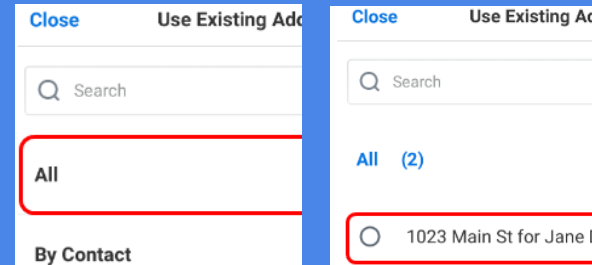 Close Use Existing Add
Search
All
By Contact
Close Use Existing Ad
Search
All (2)
1023 Main St for Jane